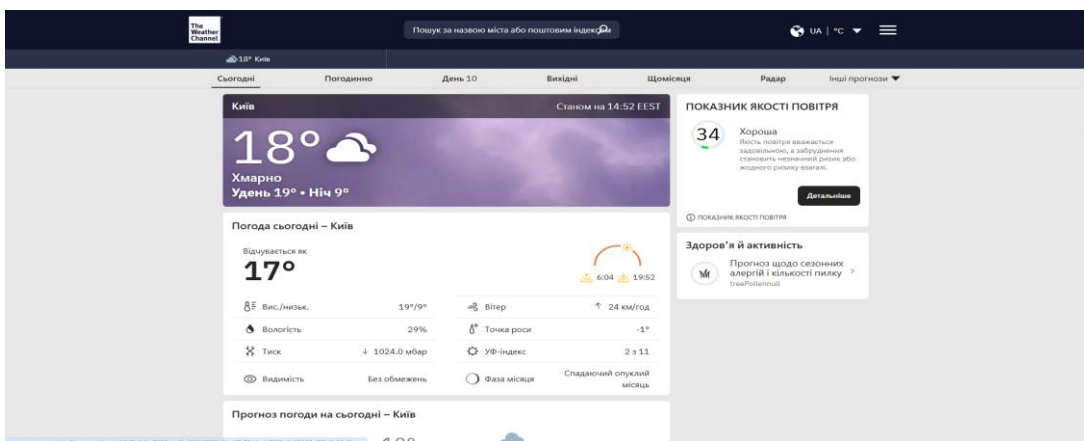 The
Weather
Channel
Пошук за назвою міста або поштовим індексом
UA | °C
18° Київ
Сьогодні
Погодинно
День 10
Вихідні
Щомісяця
Радар
Інші прогнози
Київ
Станом на 14:52 EEST
18°
Хмарно
Удень 19° • Ніч 9°
Погода сьогодні – Київ
Відчувається як
17°
6:04
19:52
Вис./низьк.
19°/9°
Вітер
24 км/год
Вологість
29%
Точка роси
-1°
Тиск
↓ 1024.0 мбар
УФ-індекс
2 з 11
Видимість
Без обмежень
Фаза місяця
Спадаючий опуклий
місяць
Прогноз погоди на сьогодні – Київ
ПОКАЗНИК ЯКОСТІ ПОВІТРЯ
34
Хороша
Якість повітря вважається
задовільною, а забруднення
становить незначний ризик або
жодного ризику взагалі.
Детальніше
ПОКАЗНИК ЯКОСТІ ПОВІТРЯ
Здоров'я й активність
Прогноз щодо сезонних
алергій і кількості пилку
treePollennull